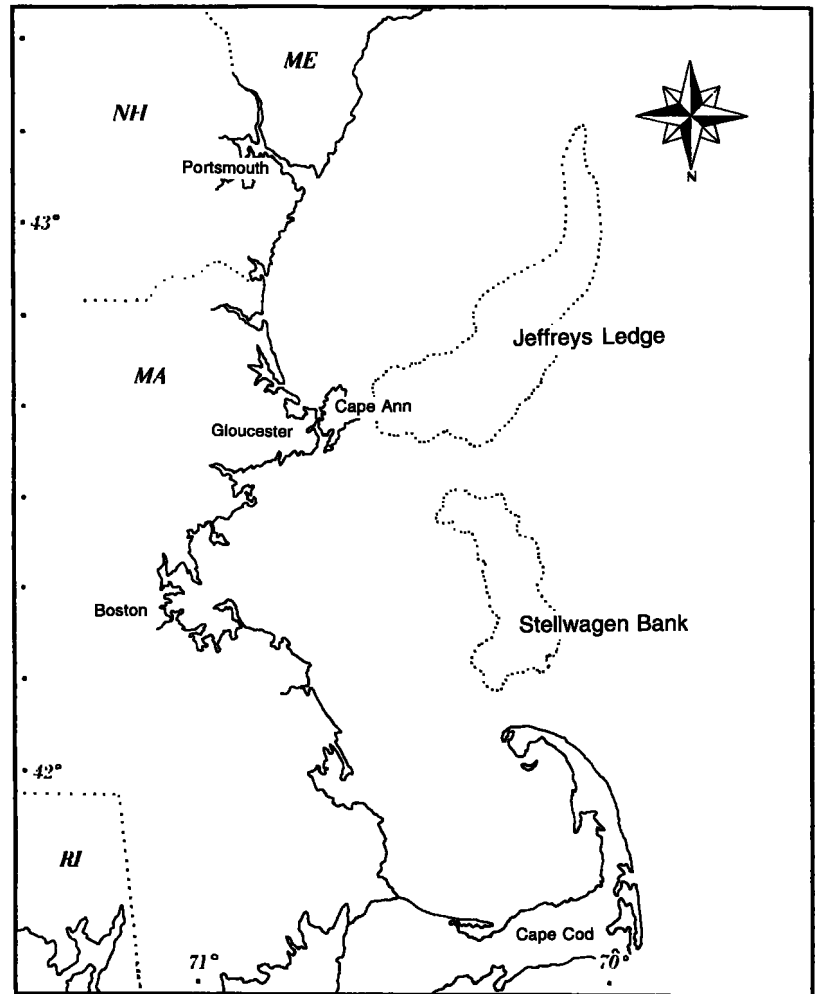 ME
NH
N
Portsmouth
43°
Jeffreys Ledge
MA
Cape Ann
Gloucester
Boston
Stellwagen Bank
42°
RI
Cape Cod
71°
70°